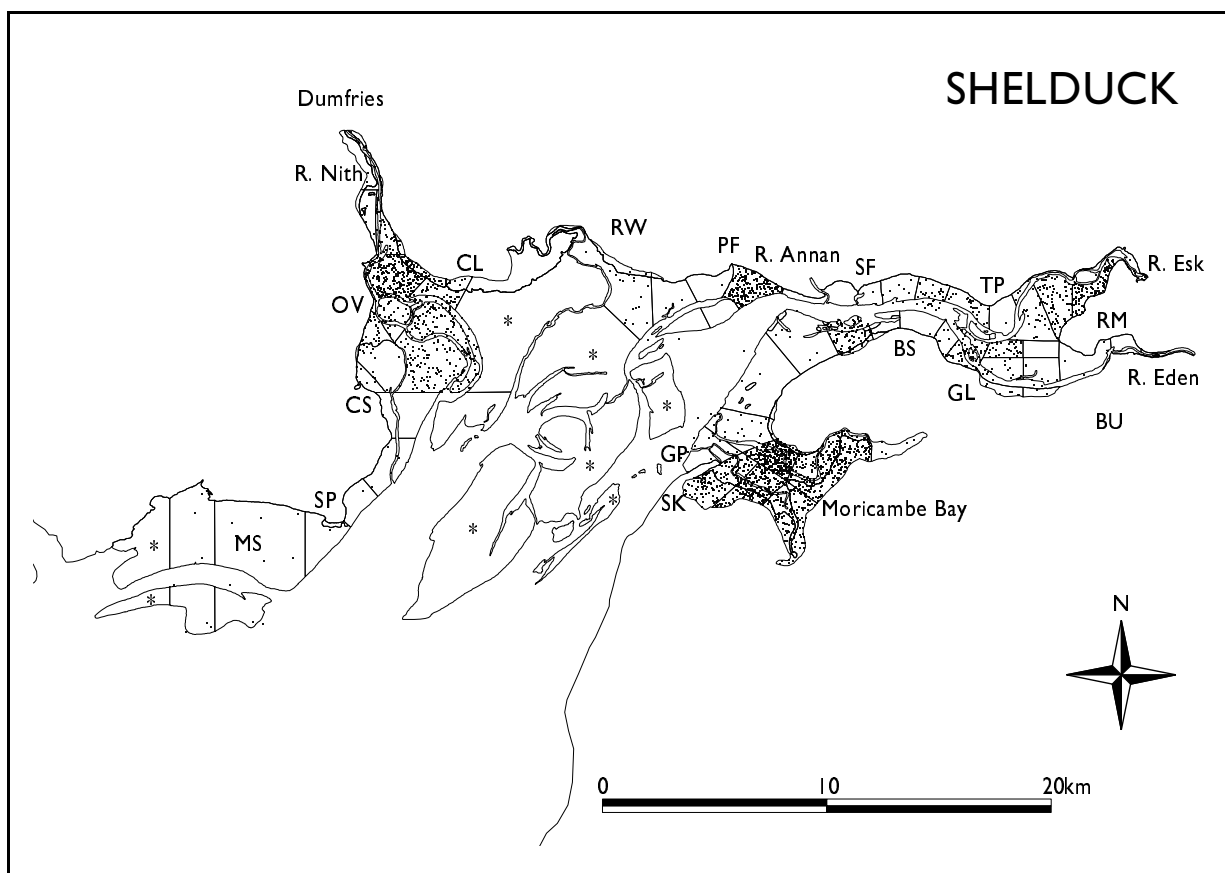 SHELDUCK
Dumfries
R. Nith
RW
PF
R. Annan
CL
SF
TP
R. Esk
OV
RM
BS
R. Eden
GL
CS
BU
GP
SK
Moricambe Bay
SP
MS
*
*
*
*
*
*
*
*
N
0 10 20km